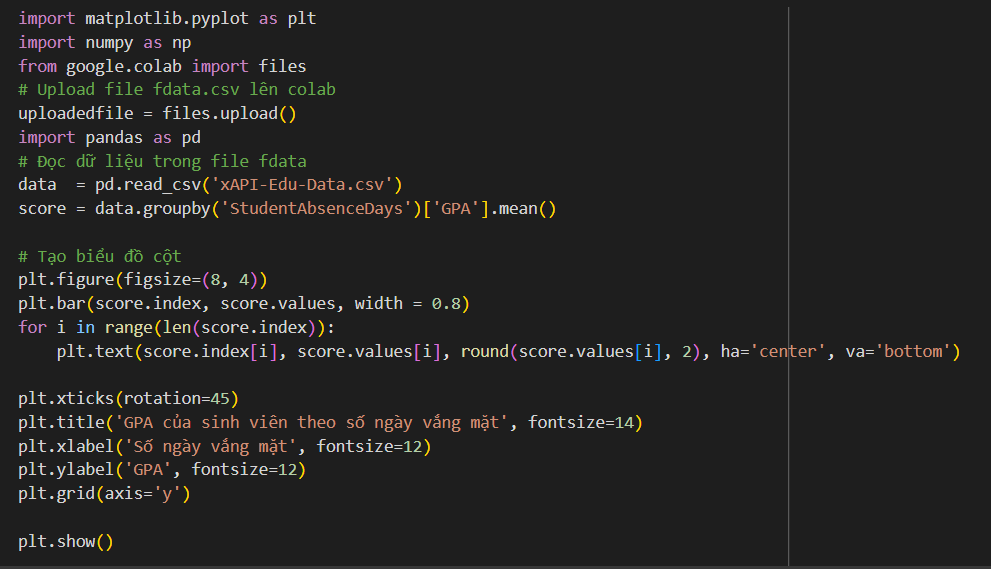 import matplotlib.pyplot as plt
import numpy as np
from google.colab import files
# Upload file fdata.csv lên colab
uploadedfile = files.upload()
import pandas as pd
# Đọc dữ liệu trong file fdata
data  = pd.read_csv('xAPI-Edu-Data.csv')
score = data.groupby('StudentAbsenceDays')['GPA'].mean()

# Tạo biểu đồ cột
plt.figure(figsize=(8, 4))
plt.bar(score.index, score.values, width = 0.8)
for i in range(len(score.index)):
    plt.text(score.index[i], score.values[i], round(score.values[i], 2), ha='center', va='bottom')

plt.xticks(rotation=45)
plt.title('GPA của sinh viên theo số ngày vắng mặt', fontsize=14)
plt.xlabel('Số ngày vắng mặt', fontsize=12)
plt.ylabel('GPA', fontsize=12)
plt.grid(axis='y')

plt.show()